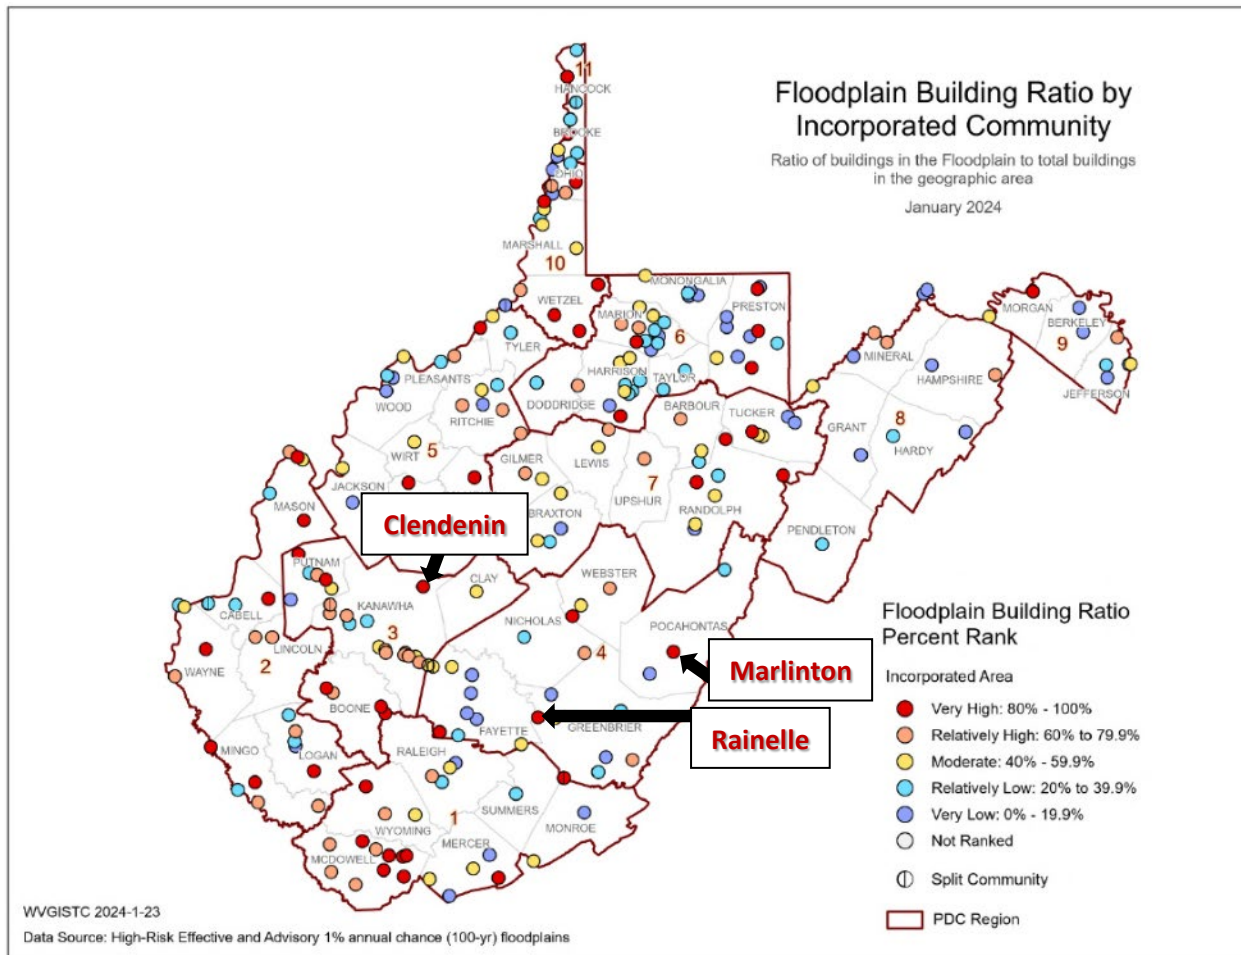 Floodplain Building Ratio by
Incorporated Community
Ratio of buildings in the Floodplain to total buildings
in the geographic area
January 2024
11
HANCOCK
BROOKE
OHIO
MARSHALL
10
WETZEL
MONONGALIA
PRESTON
MARION
6
TYLER
PLEASANTS
HARRISON
TAYLOR
DODDRIDGE
WOOD
RITCHIE
BARBOUR
TUCKER
MORGAN
BERKELEY
9
JEFFERSON
MINERAL
HAMPSHIRE
GRANT
8
HARDY
WIRT
5
GILMER
LEWIS
7
UPSHUR
RANDOLPH
JACKSON
BRAXTON
MASON
PENDLETON
Clendenin
PUTNAM
KANAWHA
CLAY
WEBSTER
CABELL
3
NICHOLAS
POCAHONTAS
4
LINCOLN
2
WAYNE
Marlinton
BOONE
FAYETTE
GREENBRIER
Rainelle
MINGO
LOGAN
RALEIGH
SUMMERS
1
WYOMING
MONROE
MERCER
MCDOWELL
Floodplain Building Ratio
Percent Rank
Incorporated Area
Very High: 80% - 100%
Relatively High: 60% to 79.9%
Moderate: 40% - 59.9%
Relatively Low: 20% to 39.9%
Very Low: 0% - 19.9%
Not Ranked
Split Community
PDC Region
WVGISTC 2024-1-23
Data Source: High-Risk Effective and Advisory 1% annual chance (100-yr) floodplains